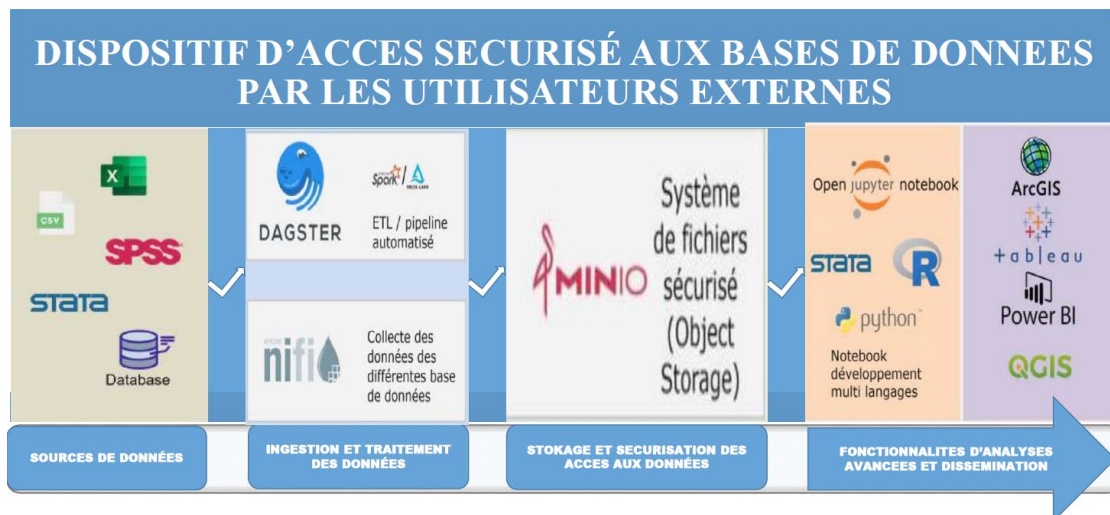 DISPOSITIF D’ACCES SECURISÉ AUX BASES DE DONNEES
PAR LES UTILISATEURS EXTERNES
X
CSV
SPSS
STATA
Database
DAGSTER
Spark / DELTA LAKE
ETL / pipeline
automatisé
nifi
Collecte des
données des
différentes base
de données
MINIO
Système
de fichiers
sécurisé
(Object
Storage)
Open jupyter notebook
STATA
R
python
Notebook
développement
multi langages
ArcGIS
+ a b | e a u
Power BI
QGIS
SOURCES DE DONNÉES
INGESTION ET TRAITEMENT
DES DONNÉES
STOKAGE ET SECURISATION DES
ACCES AUX DONNÉES
FONCTIONNALITES D'ANALYSES
AVANCEES ET DISSEMINATION